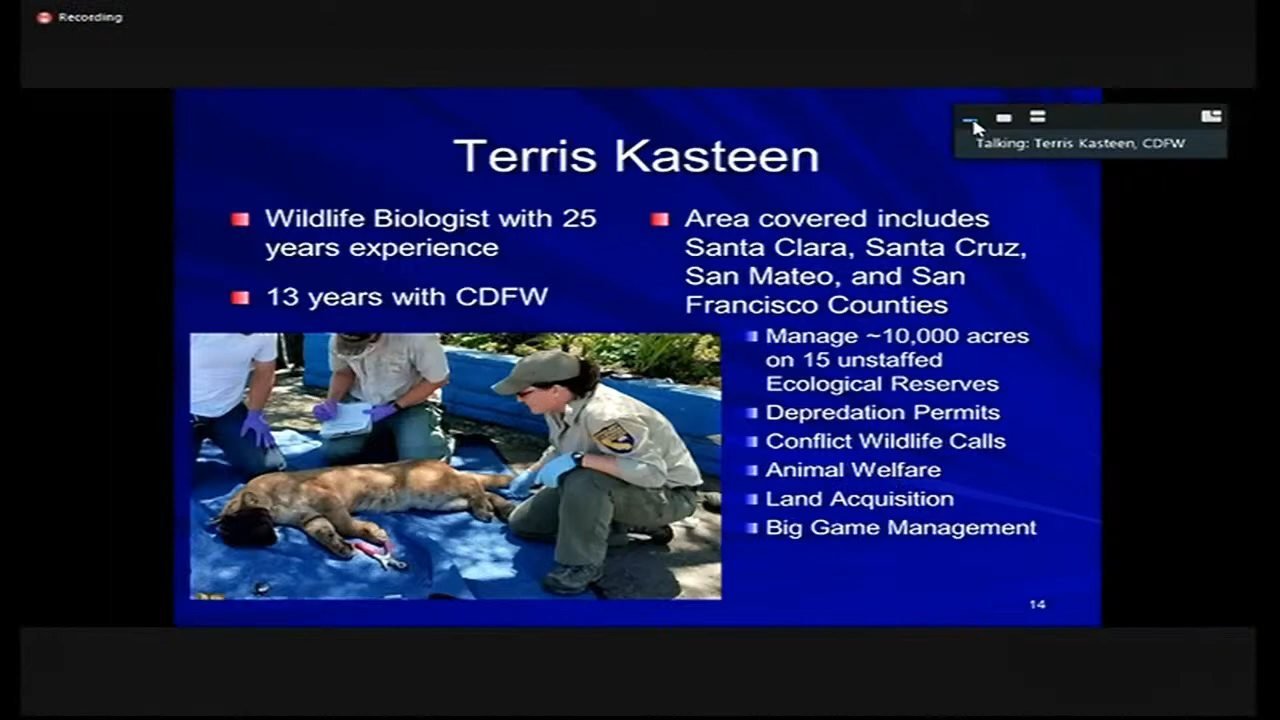 Recording
Talking: Terris Kasteen, CDFW
Terris Kasteen
Wildlife Biologist with 25
years experience
13 years with CDFW
Area covered includes
Santa Clara, Santa Cruz,
San Mateo, and San
Francisco Counties
Manage ~10,000 acres
on 15 unstaffed
Ecological Reserves
Depredation Permits
Conflict Wildlife Calls
Animal Welfare
Land Acquisition
Big Game Management
14